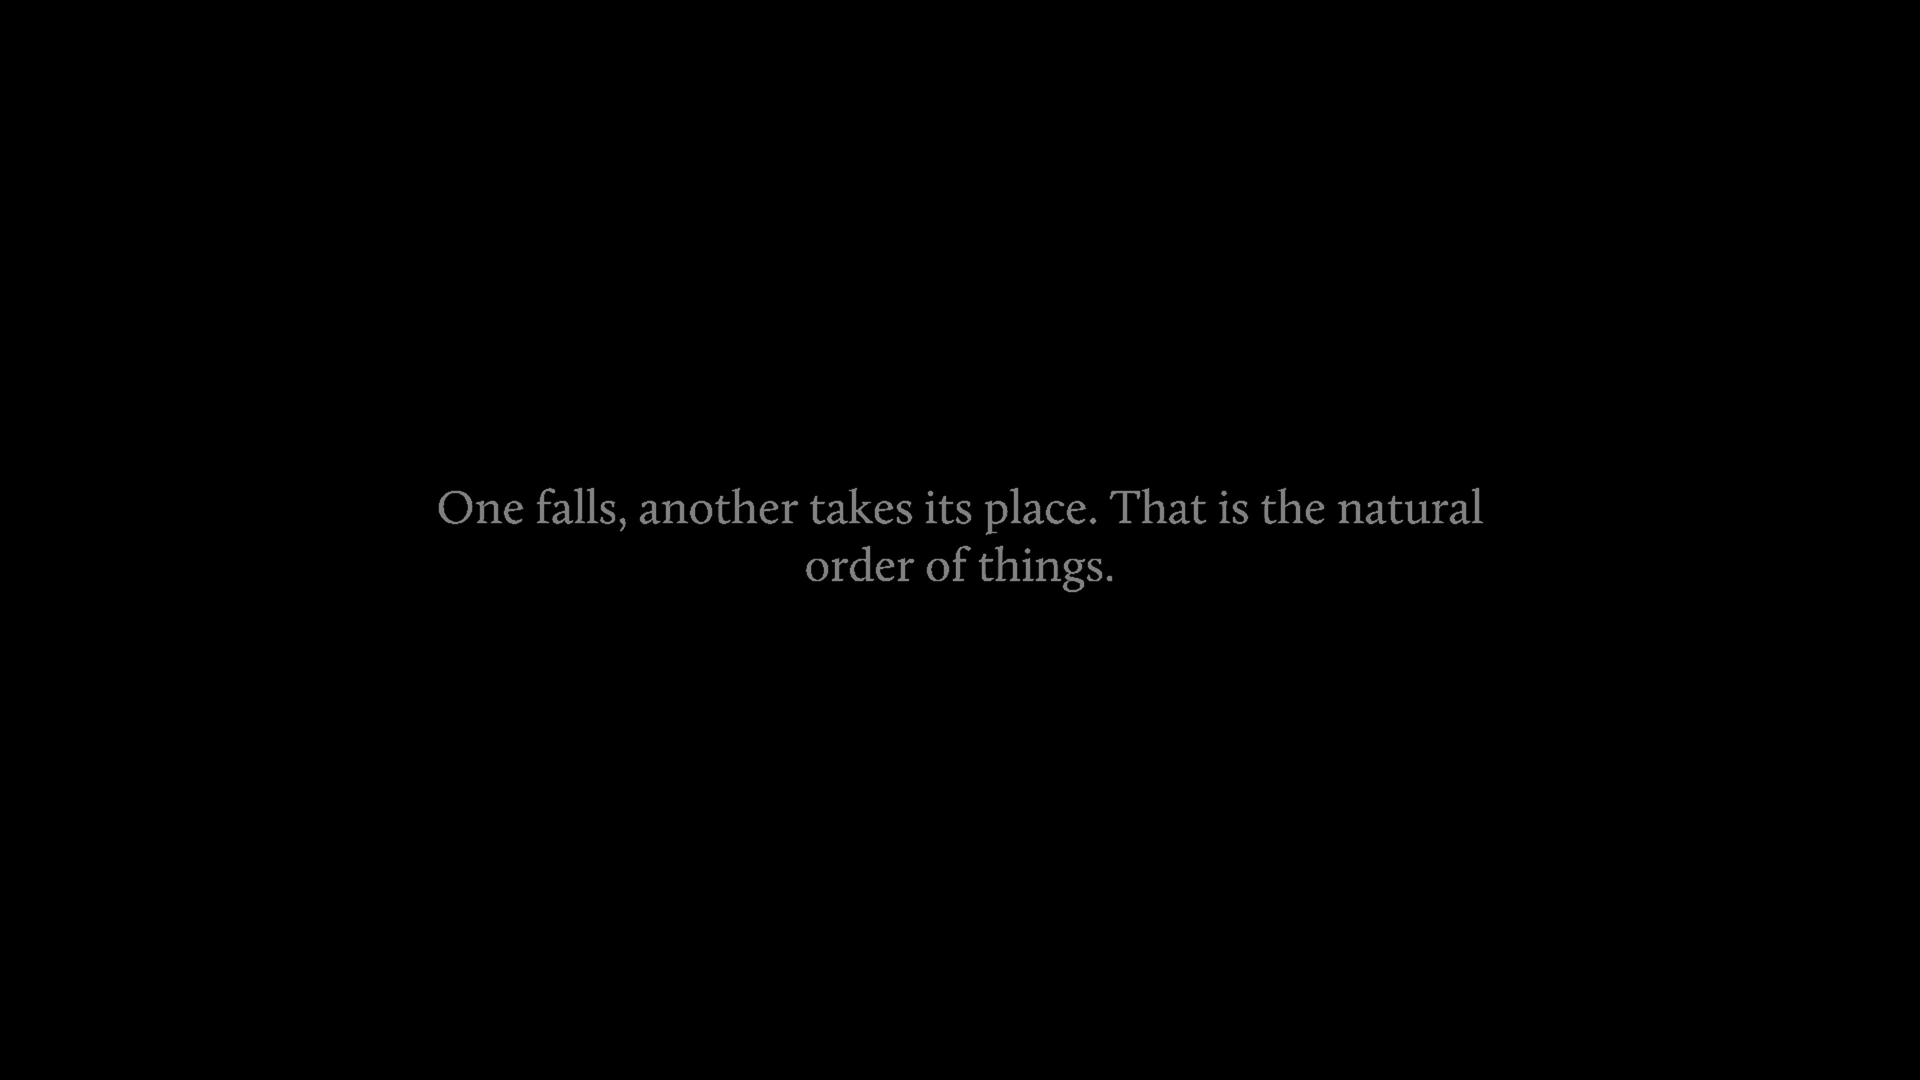 One falls, another takes its place. That is the natural
order of things.